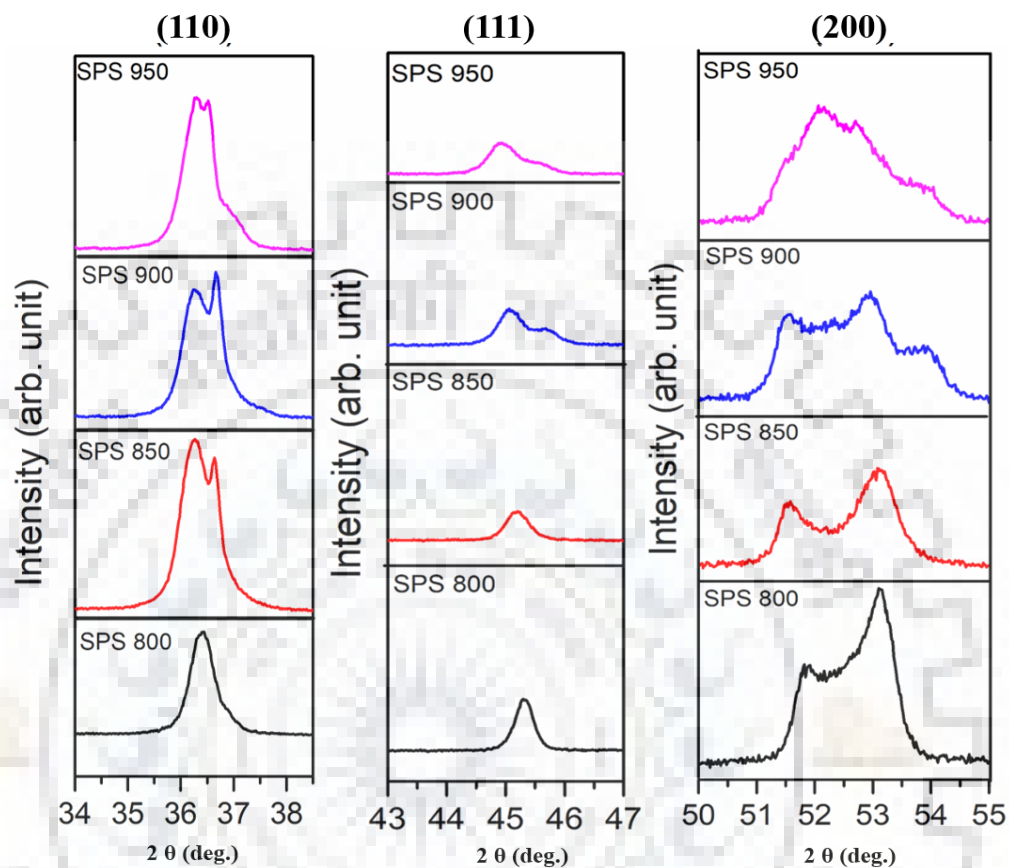 (110)
(111)
(200)
SPS 950
SPS 900
SPS 850
SPS 800
34 35 36 37 38
2 θ (deg.)
Intensity (arb. unit)
SPS 950
SPS 900
SPS 850
SPS 800
43 44 45 46 47
2 θ (deg.)
Intensity (arb. unit)
SPS 950
SPS 900
SPS 850
SPS 800
50 51 52 53 54 55
2 θ (deg.)
Intensity (arb. unit)